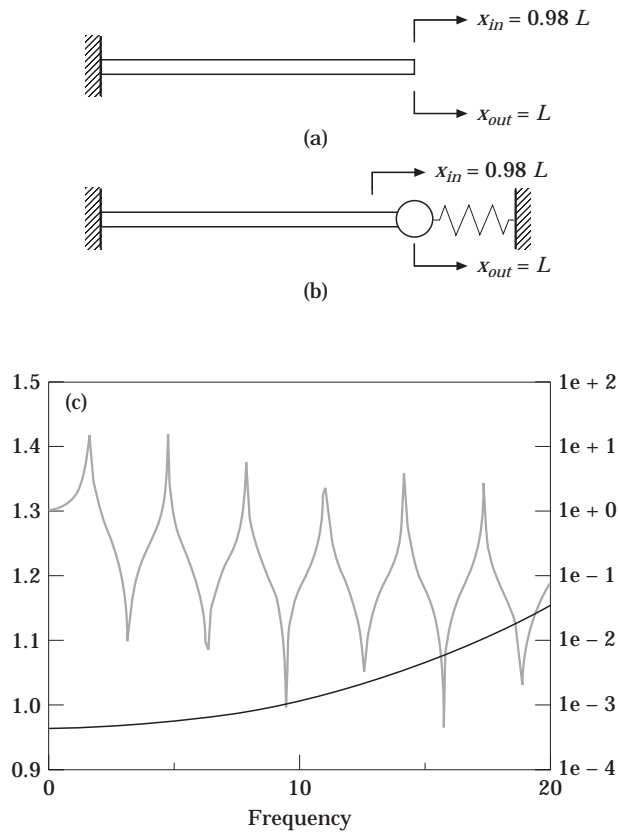 x_in = 0.98 L
x_out = L
(a)
x_in = 0.98 L
x_out = L
(b)
(c)
1.5
1.4
1.3
1.2
1.1
1.0
0.9
1e + 2
1e + 1
1e + 0
1e − 1
1e − 2
1e − 3
1e − 4
0
10
20
Frequency